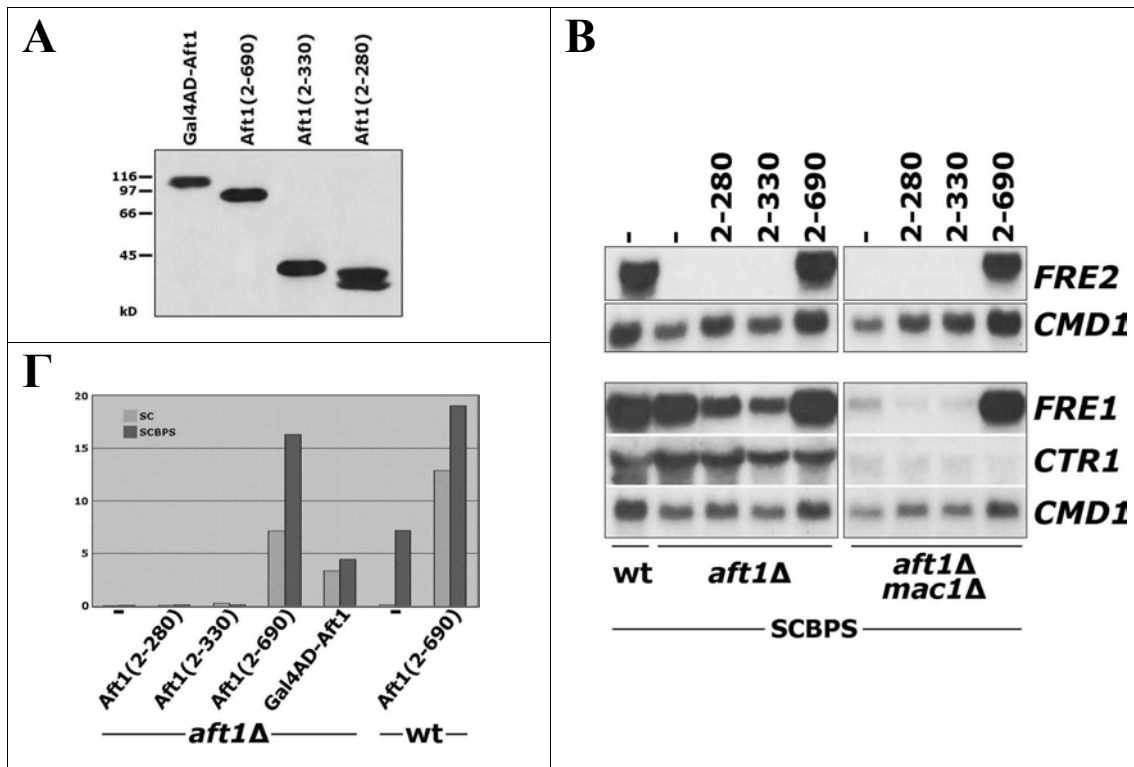 A
Gal4AD-Aft1
Aft1(2-690)
Aft1(2-330)
Aft1(2-280)
116
97
66
45
kD
B
-
-
2-280
2-330
2-690
-
2-280
2-330
2-690
FRE2
CMD1
FRE1
CTR1
CMD1
wt
aft1Δ
aft1Δ
mac1Δ
SCBPS
Γ
20
15
10
5
0
SC
SCBPS
-
Aft1(2-280)
Aft1(2-330)
Aft1(2-690)
Gal4AD-Aft1
-
Aft1(2-690)
aft1Δ
wt